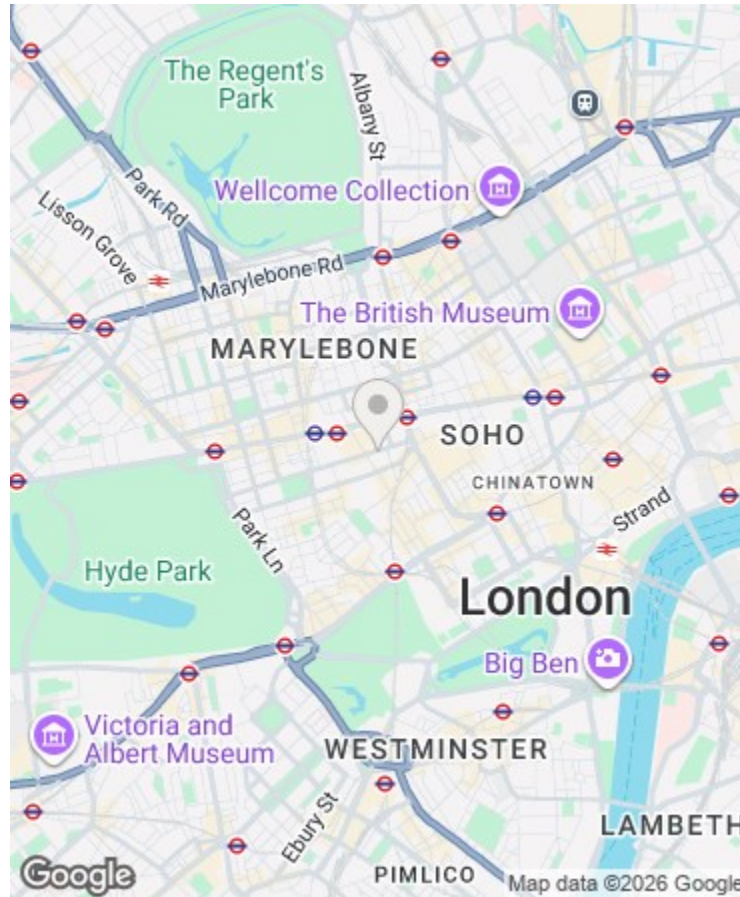 The Regent's
Park
Albany St
Wellcome Collection
Park Rd
Lisson Grove
Marylebone Rd
The British Museum
MARYLEBONE
SOHO
CHINATOWN
Strand
Park Ln
Hyde Park
London
Big Ben
Victoria and
Albert Museum
WESTMINSTER
Ebury St
LAMBETH
PIMLICO
Google
Map data ©2026 Google